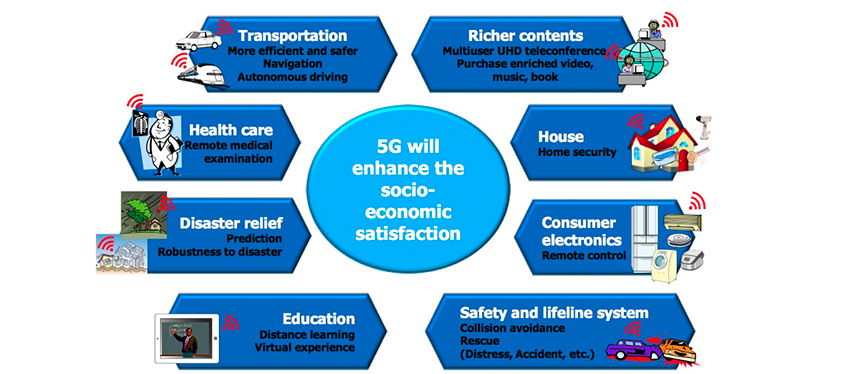 Transportation
More efficient and safer
Navigation
Autonomous driving
Richer contents
Multiuser UHD teleconference
Purchase enriched video,
music, book
Health care
Remote medical
examination
5G will
enhance the
socio-
economic
satisfaction
House
Home security
Disaster relief
Prediction
Robustness to disaster
Consumer
electronics
Remote control
Education
Distance learning
Virtual experience
Safety and lifeline system
Collision avoidance
Rescue
(Distress, Accident, etc.)